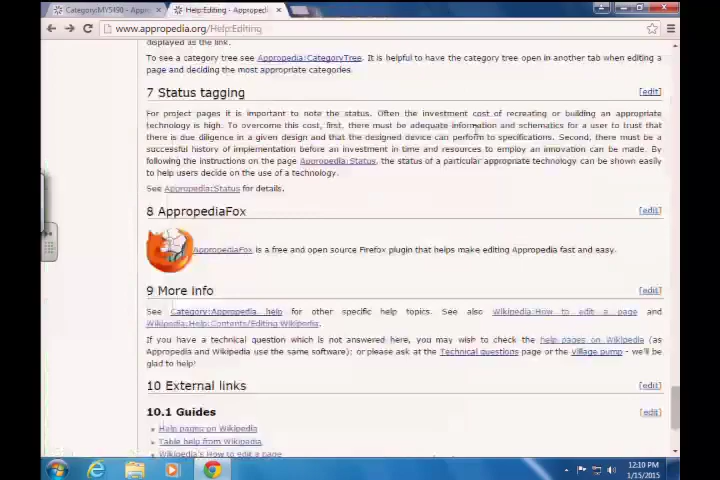 Category:MY5490 - Appro
Help:Editing - Appropedi
www.appropedia.org/Help:Editing
displayed as the link.
To see a category tree see Appropedia:CategoryTree. It is helpful to have the category tree open in another tab when editing a
page and deciding the most appropriate categories.
7 Status tagging [edit]
For project pages it is important to note the status. Often the investment cost of recreating or building an appropriate
technology is high. To overcome this cost, first, there must be adequate information and schematics for a user to trust that
there is due diligence in a given design and that the designed device can perform to specifications. Second, there must be a
successful history of implementation before an investment in time and resources to employ an innovation can be made. By
following the instructions on the page Appropedia:Status, the status of a particular appropriate technology can be shown easily
to help users decide on the use of a technology.
See Appropedia:Status for details.
8 AppropediaFox [edit]
AppropediaFox is a free and open source Firefox plugin that helps make editing Appropedia fast and easy.
9 More info [edit]
See Category:Appropedia help for other specific help topics. See also Wikipedia:How to edit a page and
Wikipedia:Help:Contents/Editing Wikipedia.
If you have a technical question which is not answered here, you may wish to check the help pages on Wikipedia (as
Appropedia and Wikipedia use the same software); or please ask at the Technical questions page or the Village pump - we'll be
glad to help!
10 External links [edit]
10.1 Guides [edit]
Help pages on Wikipedia
Table help from Wikipedia.
Wikipedia's How to edit a page
12:10 PM
1/15/2015